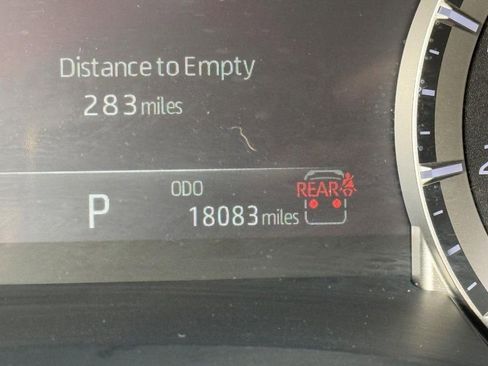 Distance to Empty
283 miles
ODO
REAR
P
18083 miles